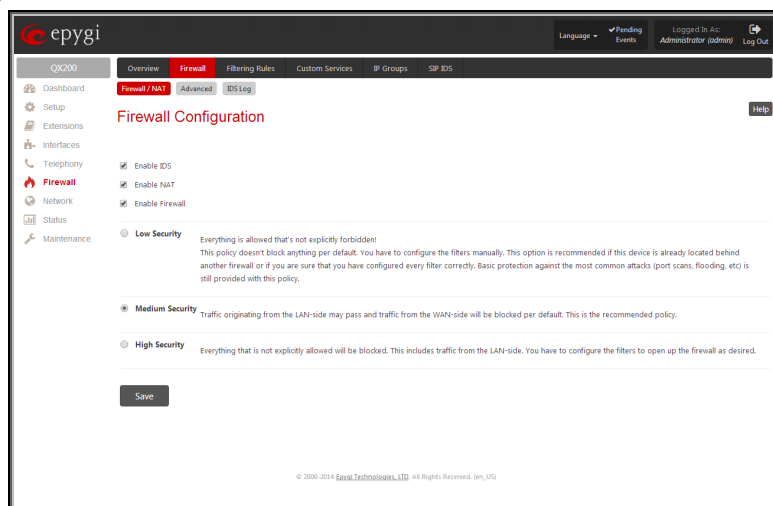 epygi
Language
Pending Events
Logged In As:
Administrator (admin)
Log Out
QX200
Overview
Firewall
Filtering Rules
Custom Services
IP Groups
SIP IDS
Dashboard
Setup
Extensions
Interfaces
Telephony
Firewall
Network
Status
Maintenance
Firewall / NAT
Advanced
IDS Log
Firewall Configuration
Help
Enable IDS
Enable NAT
Enable Firewall
Low Security
Everything is allowed that's not explicitly forbidden!
This policy doesn't block anything per default. You have to configure the filters manually. This option is recommended if this device is already located behind
another firewall or if you are sure that you have configured every filter correctly. Basic protection against the most common attacks (port scans, flooding, etc) is
still provided with this policy.
Medium Security
Traffic originating from the LAN-side may pass and traffic from the WAN-side will be blocked per default. This is the recommended policy.
High Security
Everything that is not explicitly allowed will be blocked. This includes traffic from the LAN-side. You have to configure the filters to open up the firewall as desired.
Save
© 2000-2014 Epygi Technologies, LTD. All Rights Reserved. (en_US)